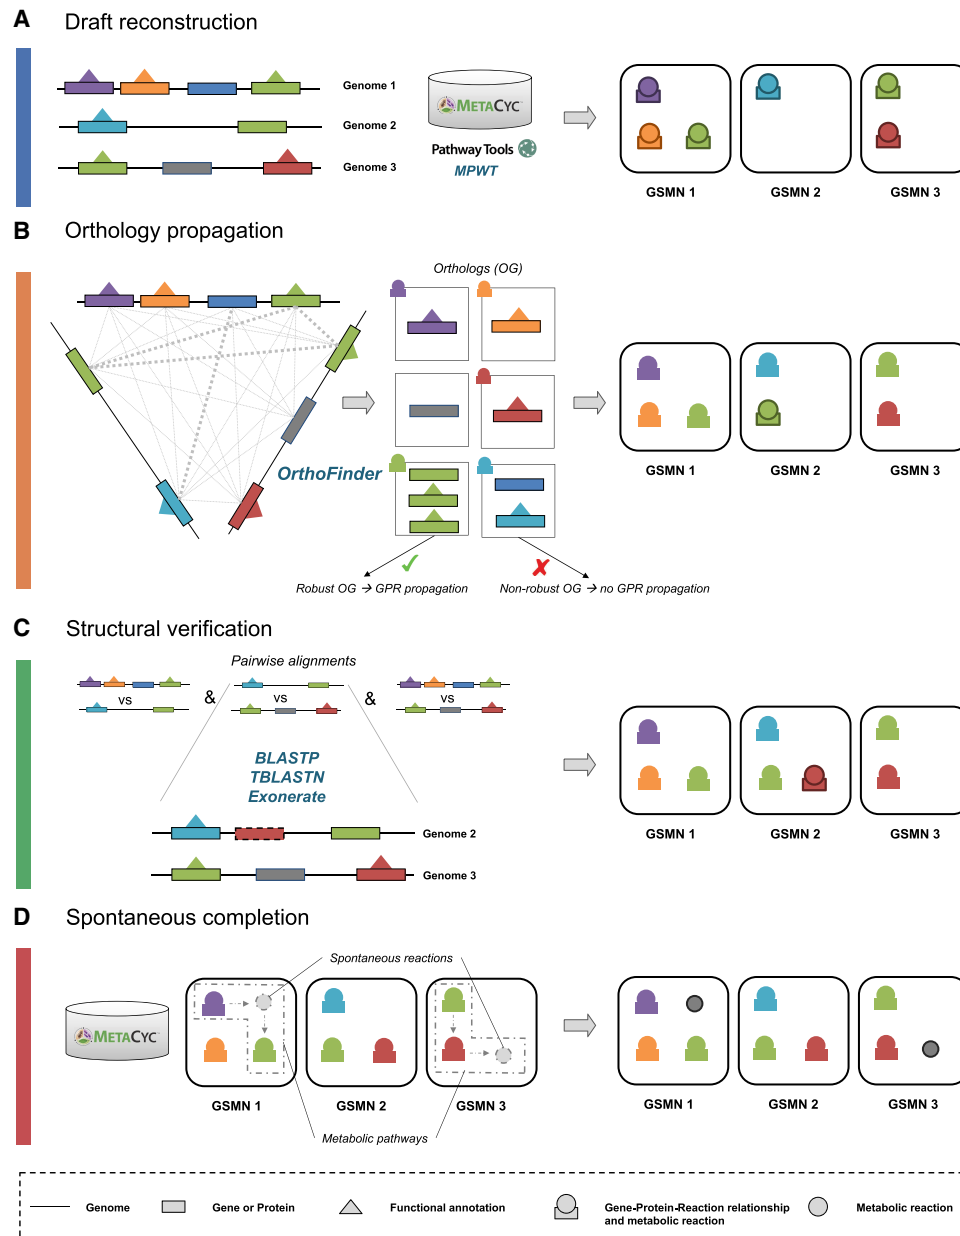 A Draft reconstruction
Genome 1
Genome 2
Genome 3
METACYC
Pathway Tools
MPWT
GSMN 1 GSMN 2 GSMN 3
B Orthology propagation
Orthologs (OG)
OrthoFinder
Robust OG → GPR propagation
Non-robust OG → no GPR propagation
GSMN 1 GSMN 2 GSMN 3
C Structural verification
Pairwise alignments
vs & vs & vs
BLASTP
TBLASTN
Exonerate
Genome 2
Genome 3
GSMN 1 GSMN 2 GSMN 3
D Spontaneous completion
Spontaneous reactions
METACYC
GSMN 1 GSMN 2 GSMN 3
Metabolic pathways
GSMN 1 GSMN 2 GSMN 3
Genome
Gene or Protein
Functional annotation
Gene-Protein-Reaction relationship
and metabolic reaction
Metabolic reaction